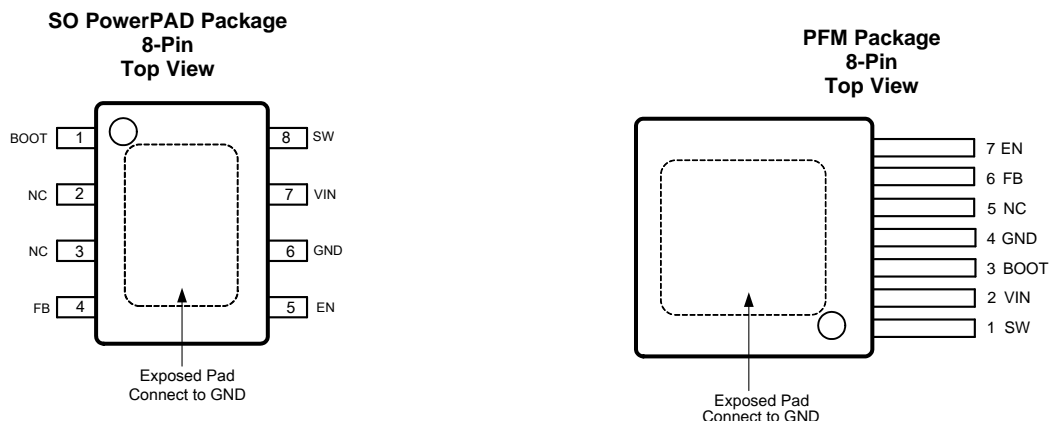 SO PowerPAD Package
8-Pin
Top View
BOOT 1
8 SW
NC 2
7 VIN
NC 3
6 GND
FB 4
5 EN
Exposed Pad
Connect to GND
PFM Package
8-Pin
Top View
7 EN
6 FB
5 NC
4 GND
3 BOOT
2 VIN
1 SW
Exposed Pad
Connect to GND